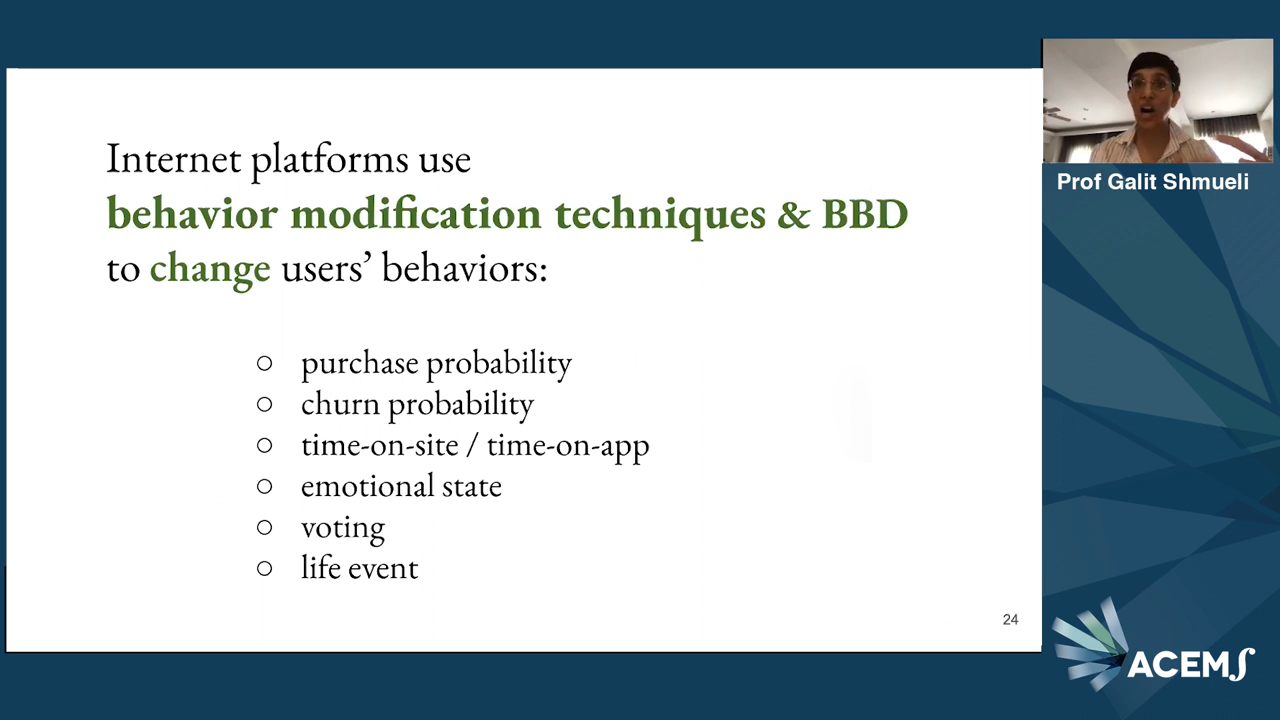 Internet platforms use
behavior modification techniques & BBD
to change users’ behaviors:
○ purchase probability
○ churn probability
○ time-on-site / time-on-app
○ emotional state
○ voting
○ life event
24
Prof Galit Shmueli
ACEMS